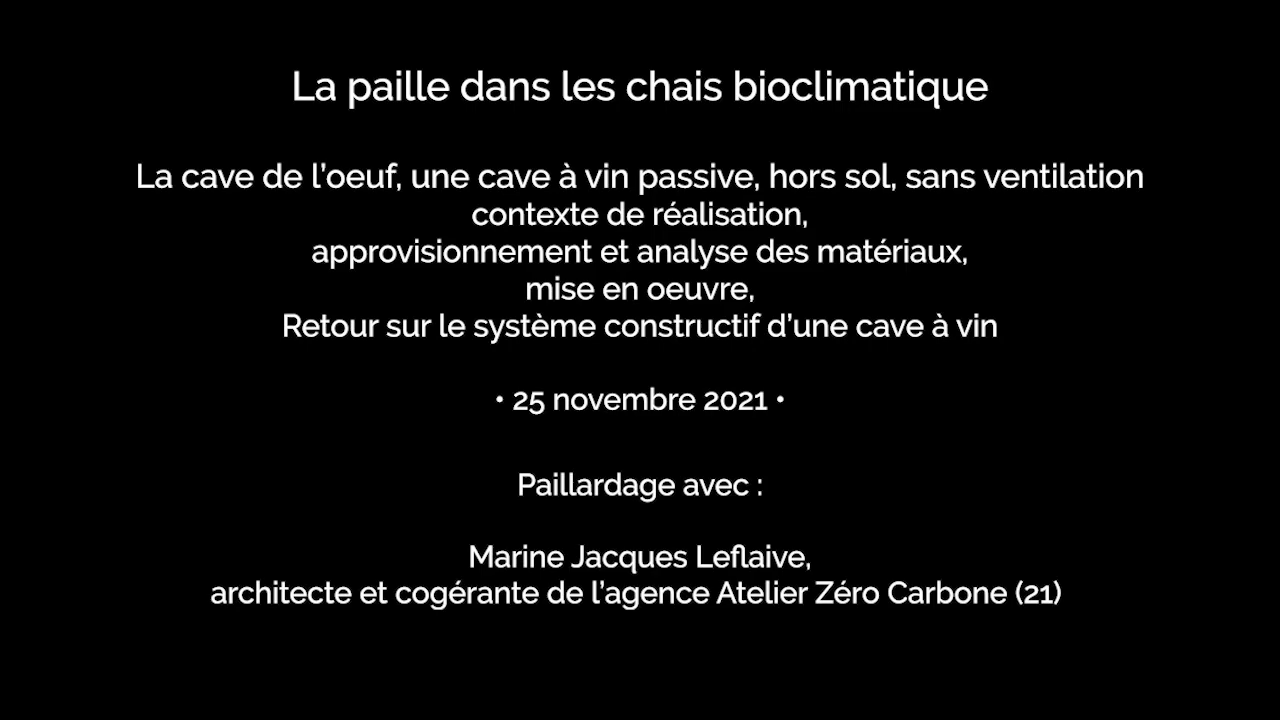 La paille dans les chais bioclimatique
La cave de l'oeuf, une cave à vin passive, hors sol, sans ventilation
contexte de réalisation,
approvisionnement et analyse des matériaux,
mise en oeuvre,
Retour sur le système constructif d'une cave à vin
• 25 novembre 2021 •
Paillardage avec :
Marine Jacques Leflaive,
architecte et cogérante de l'agence Atelier Zéro Carbone (21)